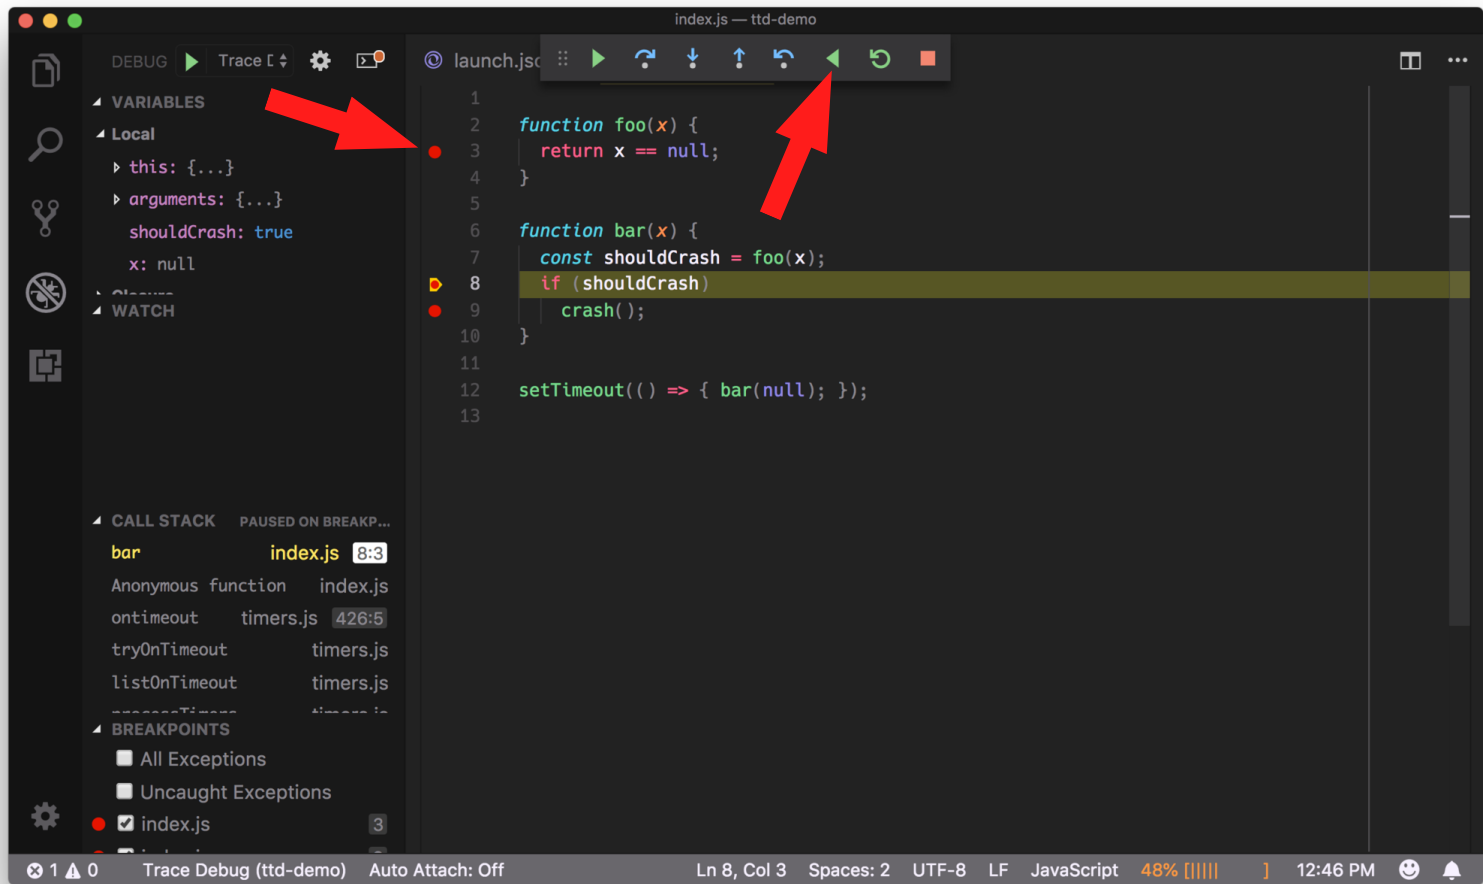 index.js — ttd-demo
DEBUG
launch.js
VARIABLES
Local
this: {...}
arguments: {...}
shouldCrash: true
x: null
Closure
WATCH
CALL STACK PAUSED ON BREAKP...
bar index.js 8:3
Anonymous function index.js
ontimeout timers.js 426:5
tryOnTimeout timers.js
listOnTimeout timers.js
processTimers timers.js
BREAKPOINTS
All Exceptions
Uncaught Exceptions
index.js 3
1
2 function foo(x) {
3 return x == null;
4 }
5
6 function bar(x) {
7 const shouldCrash = foo(x);
8 if (shouldCrash)
9 crash();
10 }
11
12 setTimeout(() => { bar(null); });
13
1 0 Trace Debug (ttd-demo) Auto Attach: Off Ln 8, Col 3 Spaces: 2 UTF-8 LF JavaScript 48% [||||| ] 12:46 PM